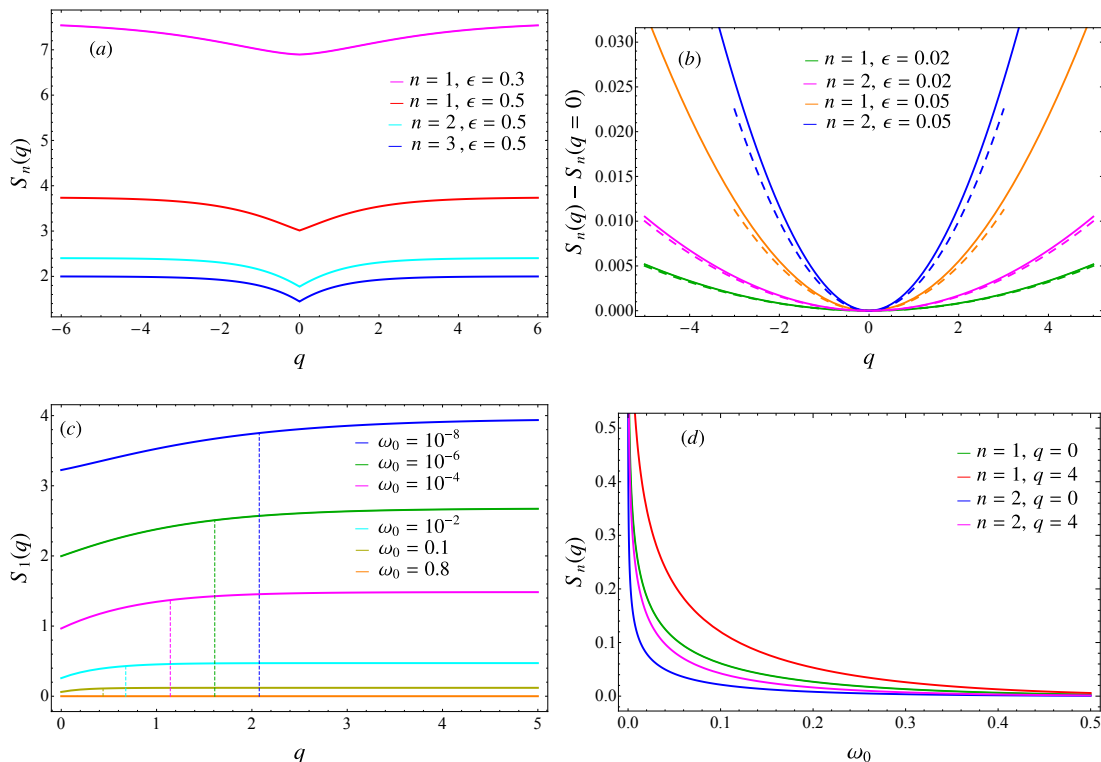 (a)
n = 1, ϵ = 0.3
n = 1, ϵ = 0.5
n = 2, ϵ = 0.5
n = 3, ϵ = 0.5
S_n(q)
7
6
5
4
3
2
−6 −4 −2 0 2 4 6
q
(b)
n = 1, ϵ = 0.02
n = 2, ϵ = 0.02
n = 1, ϵ = 0.05
n = 2, ϵ = 0.05
S_n(q) − S_n(q = 0)
0.030
0.025
0.020
0.015
0.010
0.005
0.000
−4 −2 0 2 4
q
(c)
ω_0 = 10^{-8}
ω_0 = 10^{-6}
ω_0 = 10^{-4}
ω_0 = 10^{-2}
ω_0 = 0.1
ω_0 = 0.8
S_1(q)
4
3
2
1
0
0 1 2 3 4 5
q
(d)
n = 1, q = 0
n = 1, q = 4
n = 2, q = 0
n = 2, q = 4
S_n(q)
0.5
0.4
0.3
0.2
0.1
0.0
0.0 0.1 0.2 0.3 0.4 0.5
ω_0